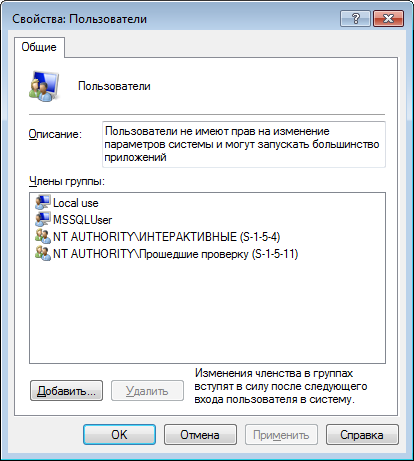 Свойства: Пользователи
Общие
Пользователи
Описание:
Пользователи не имеют прав на изменение
параметров системы и могут запускать большинство
приложений
Члены группы:
Local use
MSSQLUser
NT AUTHORITY\ИНТЕРАКТИВНЫЕ (S-1-5-4)
NT AUTHORITY\Прошедшие проверку (S-1-5-11)
Добавить...
Удалить
Изменения членства в группах
вступят в силу после следующего
входа пользователя в систему.
OK
Отмена
Применить
Справка